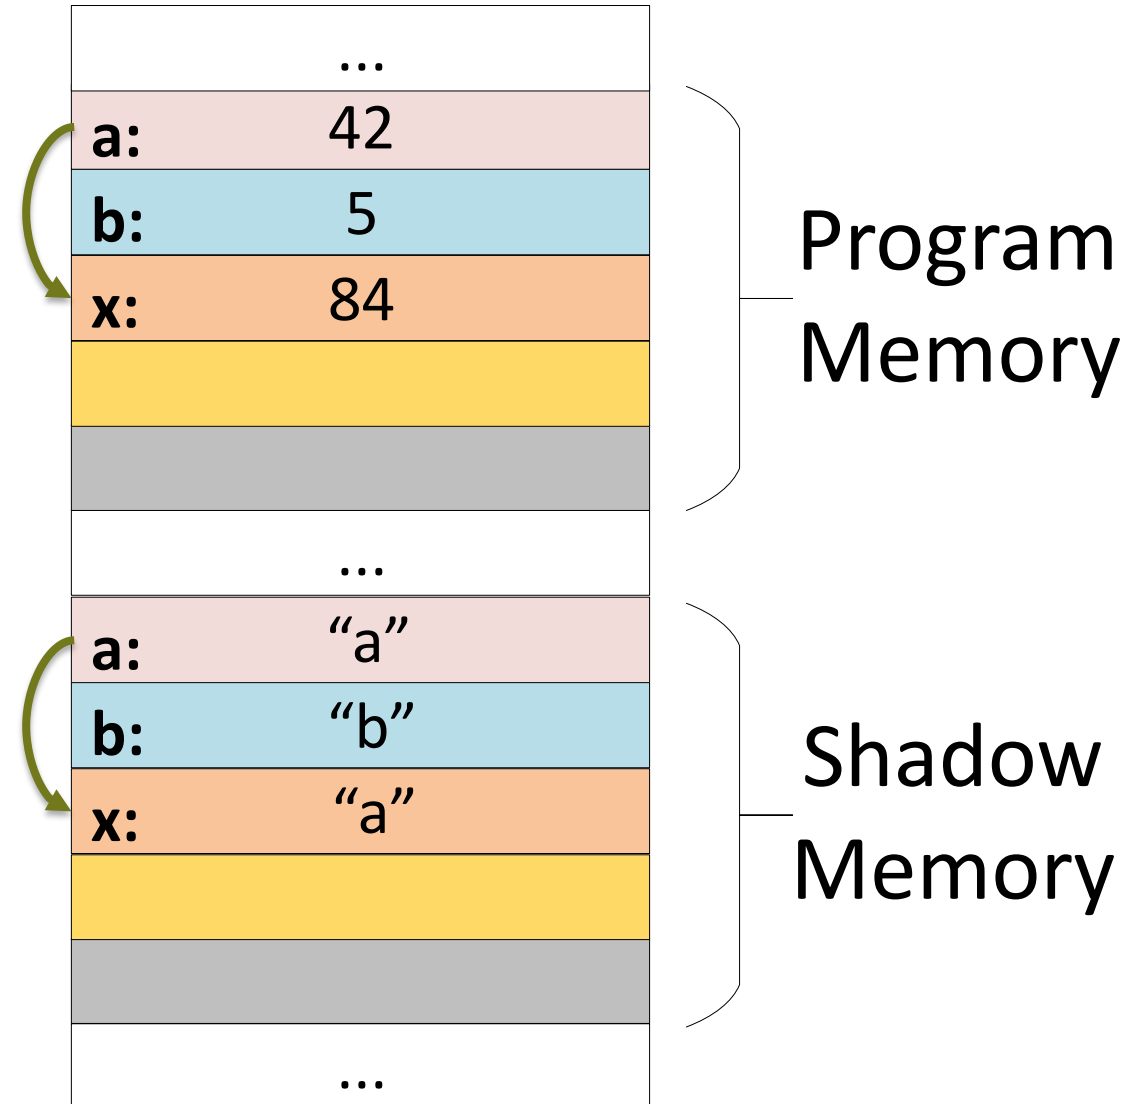 ...
a: 42
b: 5
x: 84
Program
Memory
...
a: “a”
b: “b”
x: “a”
Shadow
Memory
...